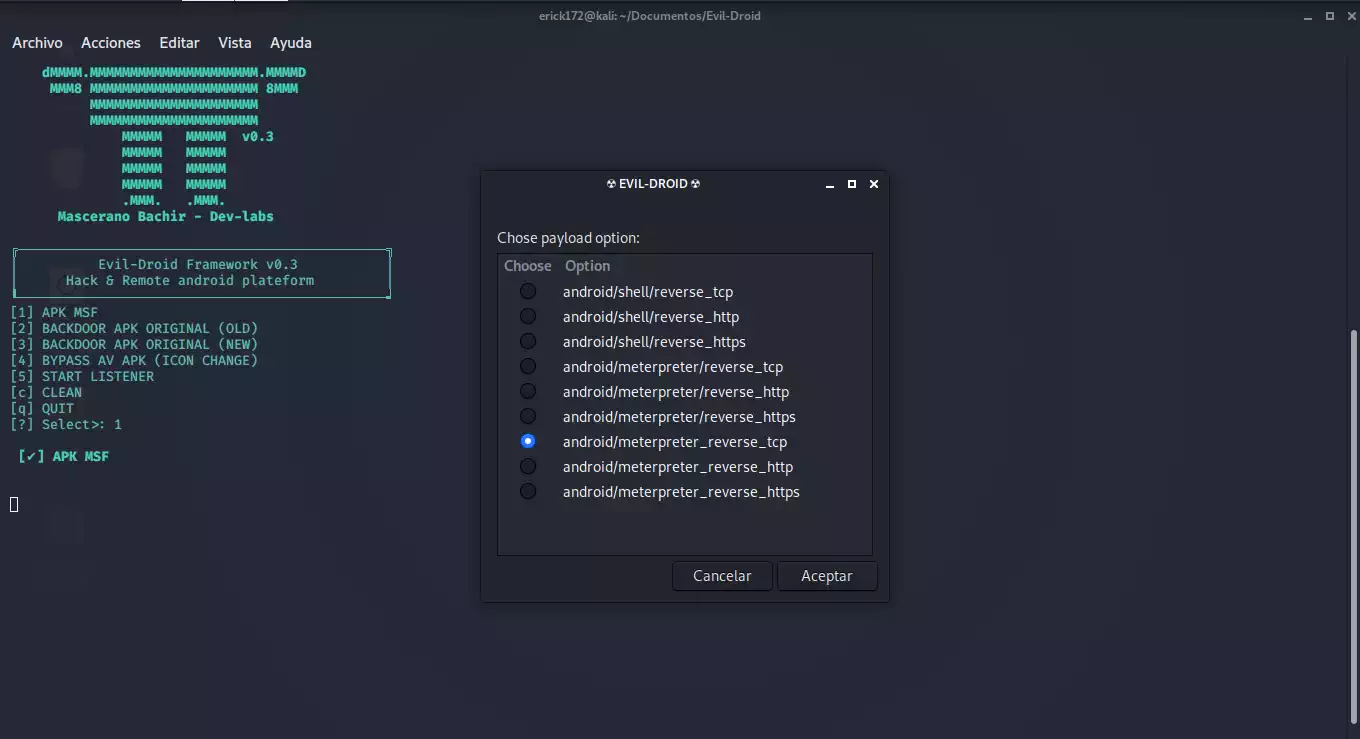 erick172@kali: ~/Documentos/Evil-Droid
Archivo Acciones Editar Vista Ayuda
dMMMM.MMMMMMMMMMMMMMMMMMMMM.MMMMD
MMM8 MMMMMMMMMMMMMMMMMMMMM 8MMM
MMMMMMMMMMMMMMMMMMMMM
MMMMMMMMMMMMMMMMMMMMM
MMMMM MMMMM v0.3
MMMMM MMMMM
MMMMM MMMMM
MMMMM MMMMM
.MMM. .MMM.
Mascerano Bachir - Dev-labs
Evil-Droid Framework v0.3
Hack & Remote android plateform
[1] APK MSF
[2] BACKDOOR APK ORIGINAL (OLD)
[3] BACKDOOR APK ORIGINAL (NEW)
[4] BYPASS AV APK (ICON CHANGE)
[5] START LISTENER
[c] CLEAN
[q] QUIT
[?] Select>: 1
[✔] APK MSF
☢ EVIL-DROID ☢
Chose payload option:
Choose Option
android/shell/reverse_tcp
android/shell/reverse_http
android/shell/reverse_https
android/meterpreter/reverse_tcp
android/meterpreter/reverse_http
android/meterpreter/reverse_https
android/meterpreter_reverse_tcp
android/meterpreter_reverse_http
android/meterpreter_reverse_https
Cancelar Aceptar